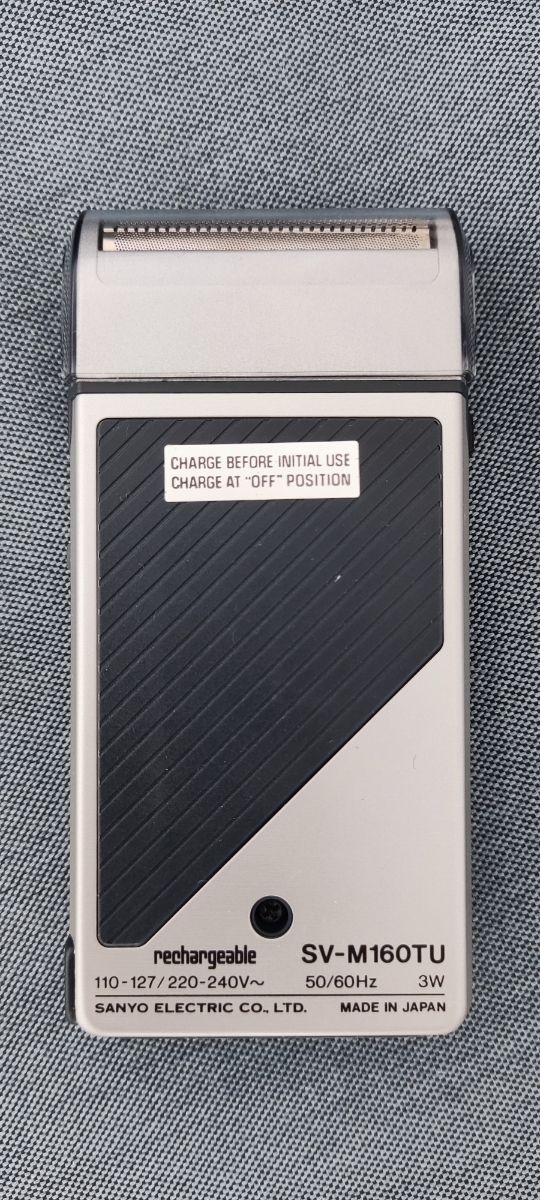 CHARGE BEFORE INITIAL USE
CHARGE AT "OFF" POSITION
rechargeable SV-M160TU
110-127/220-240V~ 50/60Hz 3W
SANYO ELECTRIC CO., LTD. MADE IN JAPAN